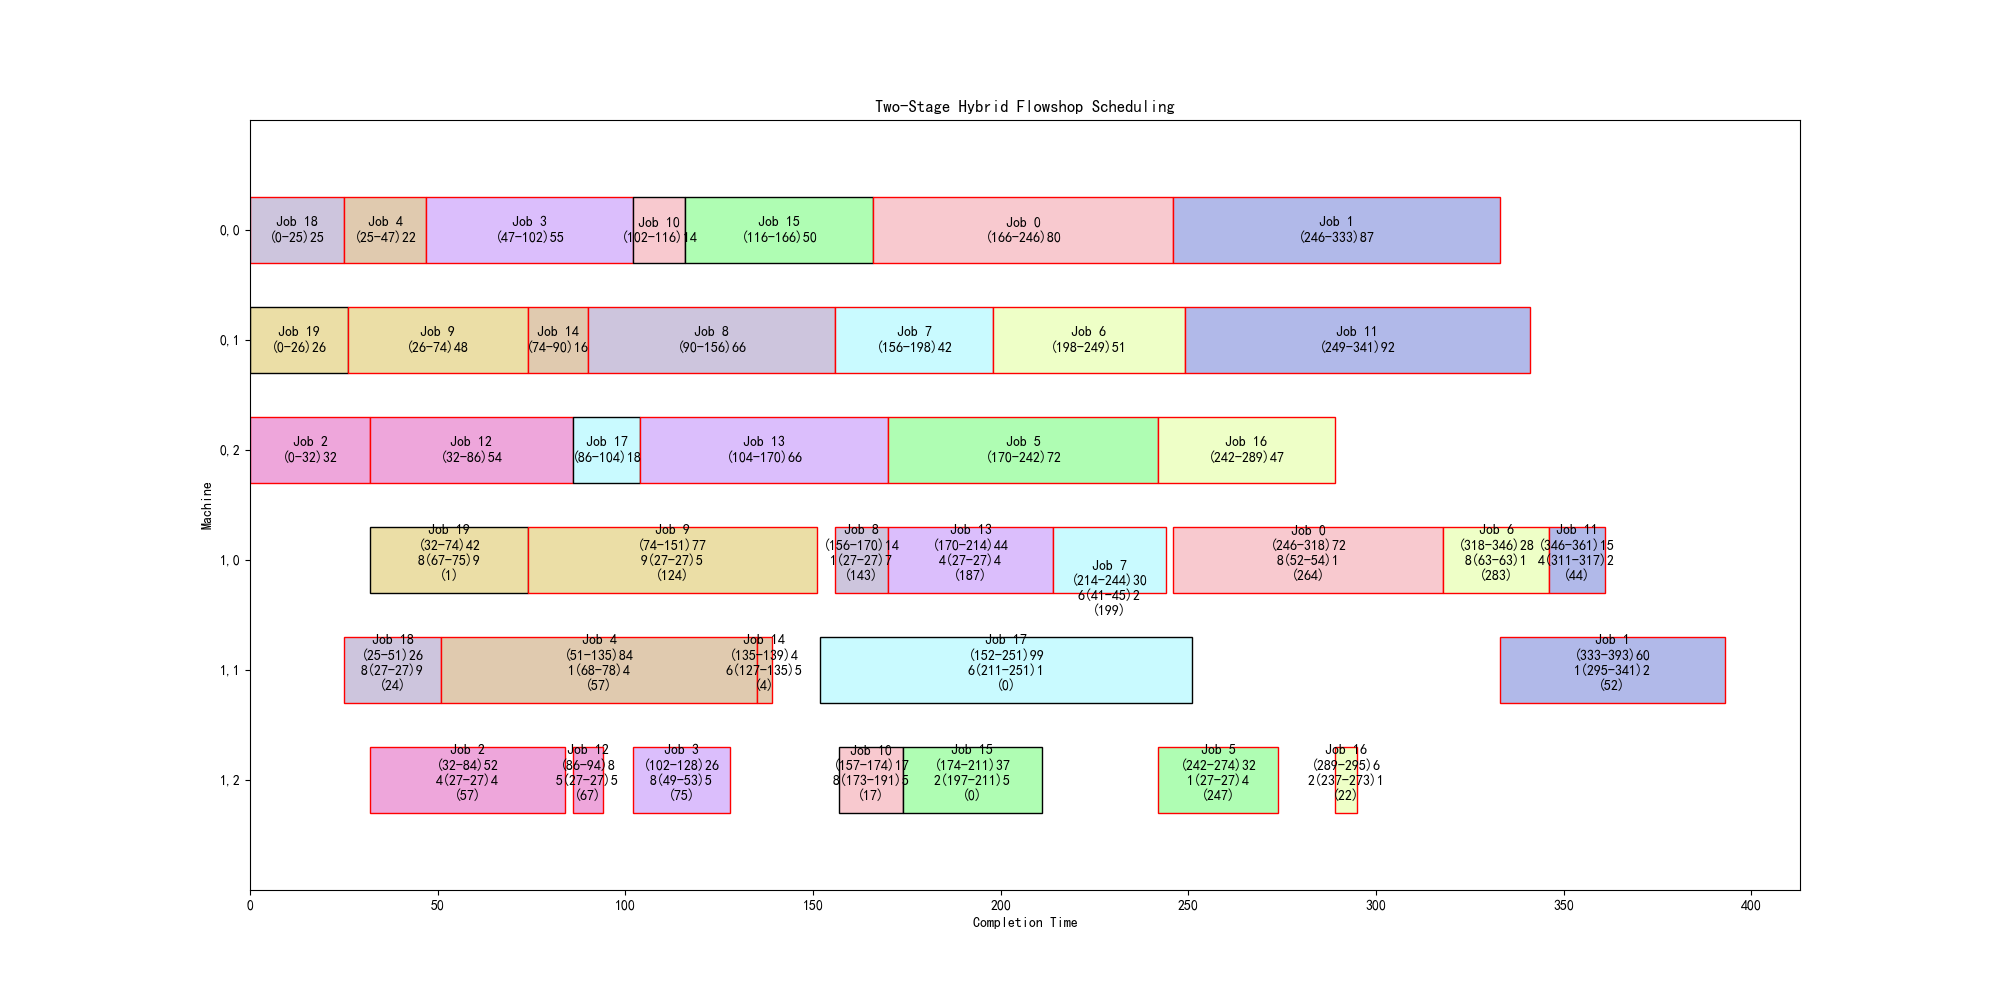 Two-Stage Hybrid Flowshop Scheduling
Machine
0,0
Job 18
(0-25)25
Job 4
(25-47)22
Job 3
(47-102)55
Job 10
(102-116)14
Job 15
(116-166)50
Job 0
(166-246)80
Job 1
(246-333)87
0,1
Job 19
(0-26)26
Job 9
(26-74)48
Job 14
(74-90)16
Job 8
(90-156)66
Job 7
(156-198)42
Job 6
(198-249)51
Job 11
(249-341)92
0,2
Job 2
(0-32)32
Job 12
(32-86)54
Job 17
(86-104)18
Job 13
(104-170)66
Job 5
(170-242)72
Job 16
(242-289)47
1,0
Job 19
(32-74)42
8(67-75)9
(1)
Job 9
(74-151)77
9(27-27)5
(124)
Job 8
(156-170)14
1(27-27)7
(143)
Job 13
(170-214)44
4(27-27)4
(187)
Job 7
(214-244)30
6(41-45)2
(199)
Job 0
(246-318)72
8(52-54)1
(264)
Job 6
(318-346)28
8(63-63)1
(283)
Job 11
(346-361)15
4(311-317)2
(44)
1,1
Job 18
(25-51)26
8(27-27)9
(24)
Job 4
(51-135)84
1(68-78)4
(57)
Job 14
(135-139)4
6(127-135)5
(4)
Job 17
(152-251)99
6(211-251)1
(0)
Job 1
(333-393)60
1(295-341)2
(52)
1,2
Job 2
(32-84)52
4(27-27)4
(57)
Job 12
(86-94)8
5(27-27)5
(67)
Job 3
(102-128)26
8(49-53)5
(75)
Job 10
(157-174)17
8(173-191)5
(17)
Job 15
(174-211)37
2(197-211)5
(0)
Job 5
(242-274)32
1(27-27)4
(247)
Job 16
(289-295)6
2(237-273)1
(22)
0 50 100 150 200 250 300 350 400
Completion Time